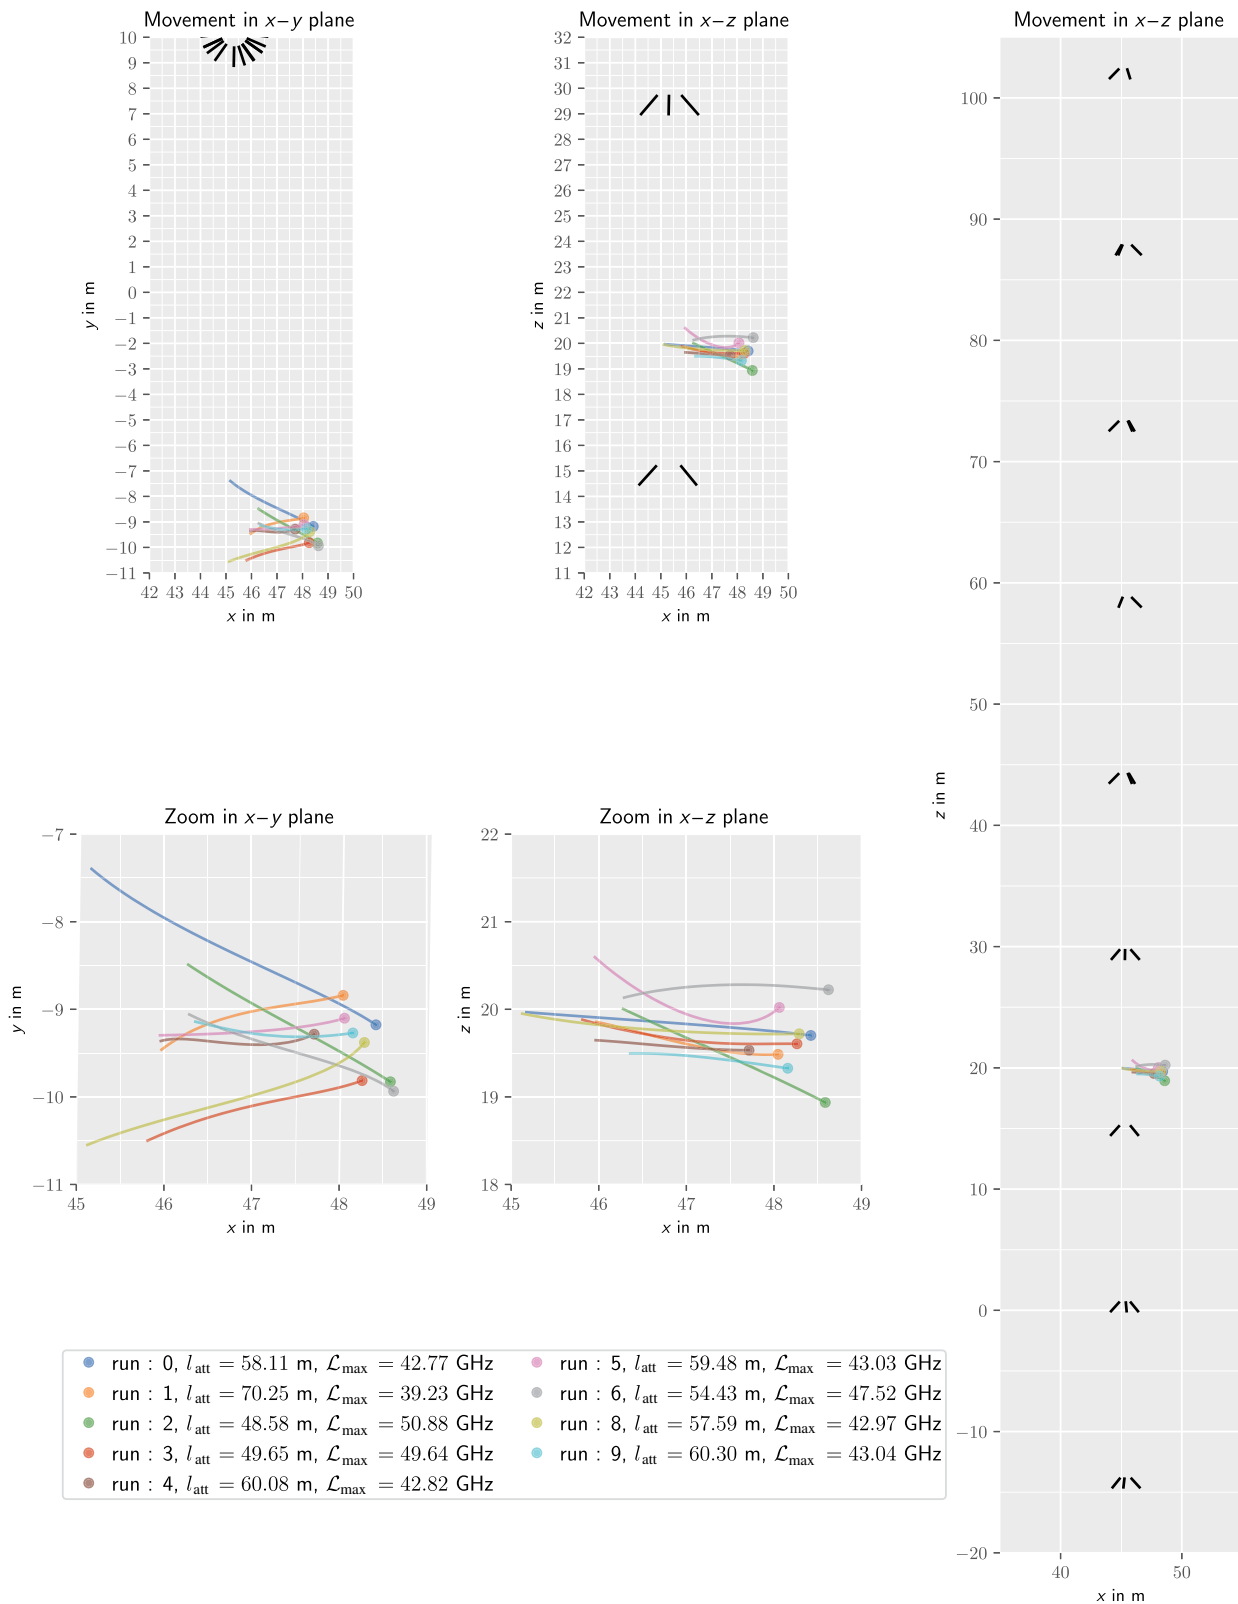 Movement in x−y plane
10
9
8
7
6
5
4
3
2
1
0
−1
−2
−3
−4
−5
−6
−7
−8
−9
−10
−11
y in m
42 43 44 45 46 47 48 49 50
x in m
Movement in x−z plane
32
31
30
29
28
27
26
25
24
23
22
21
20
19
18
17
16
15
14
13
12
11
z in m
42 43 44 45 46 47 48 49 50
x in m
Movement in x−z plane
100
90
80
70
60
50
40
30
20
10
0
−10
−20
z in m
40 50
x in m
Zoom in x−y plane
−7
−8
−9
−10
−11
y in m
45 46 47 48 49
x in m
Zoom in x−z plane
22
21
20
19
18
z in m
45 46 47 48 49
x in m
run : 0, l_att = 58.11 m, ℒ_max = 42.77 GHz
run : 1, l_att = 70.25 m, ℒ_max = 39.23 GHz
run : 2, l_att = 48.58 m, ℒ_max = 50.88 GHz
run : 3, l_att = 49.65 m, ℒ_max = 49.64 GHz
run : 4, l_att = 60.08 m, ℒ_max = 42.82 GHz
run : 5, l_att = 59.48 m, ℒ_max = 43.03 GHz
run : 6, l_att = 54.43 m, ℒ_max = 47.52 GHz
run : 8, l_att = 57.59 m, ℒ_max = 42.97 GHz
run : 9, l_att = 60.30 m, ℒ_max = 43.04 GHz